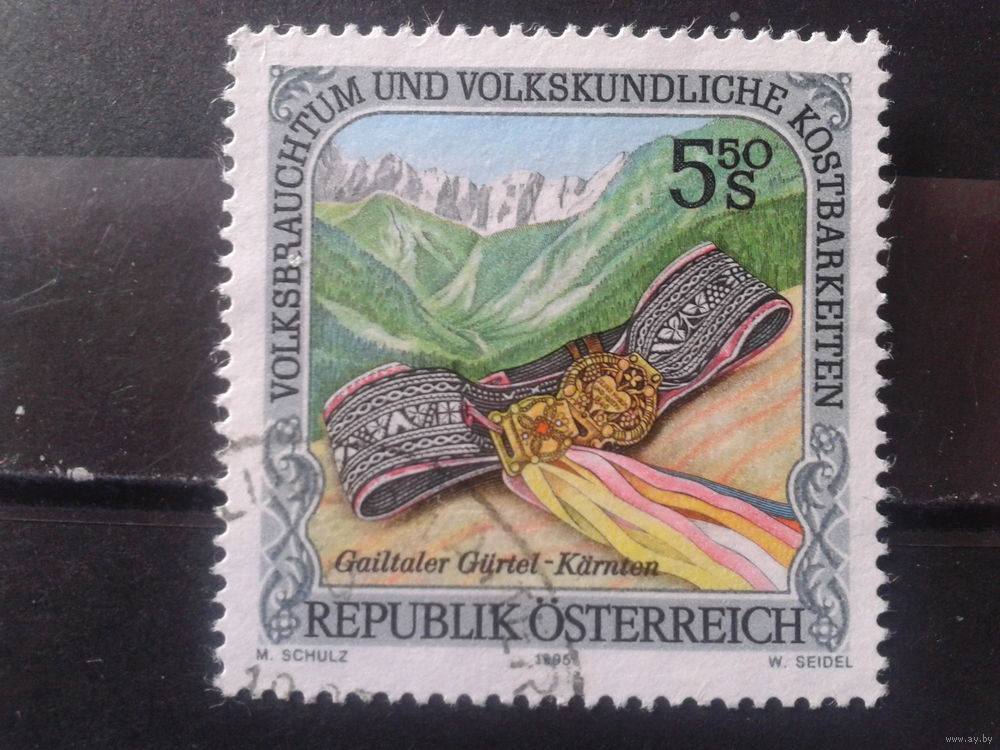 VOLKSBRAUCHTUM UND VOLKSKUNDLICHE KOSTBARKEITEN
5 50 S
Gailtaler Gürtel-Kärnten
REPUBLIK ÖSTERREICH
M. SCHULZ 1995 W. SEIDEL
www.ay.by